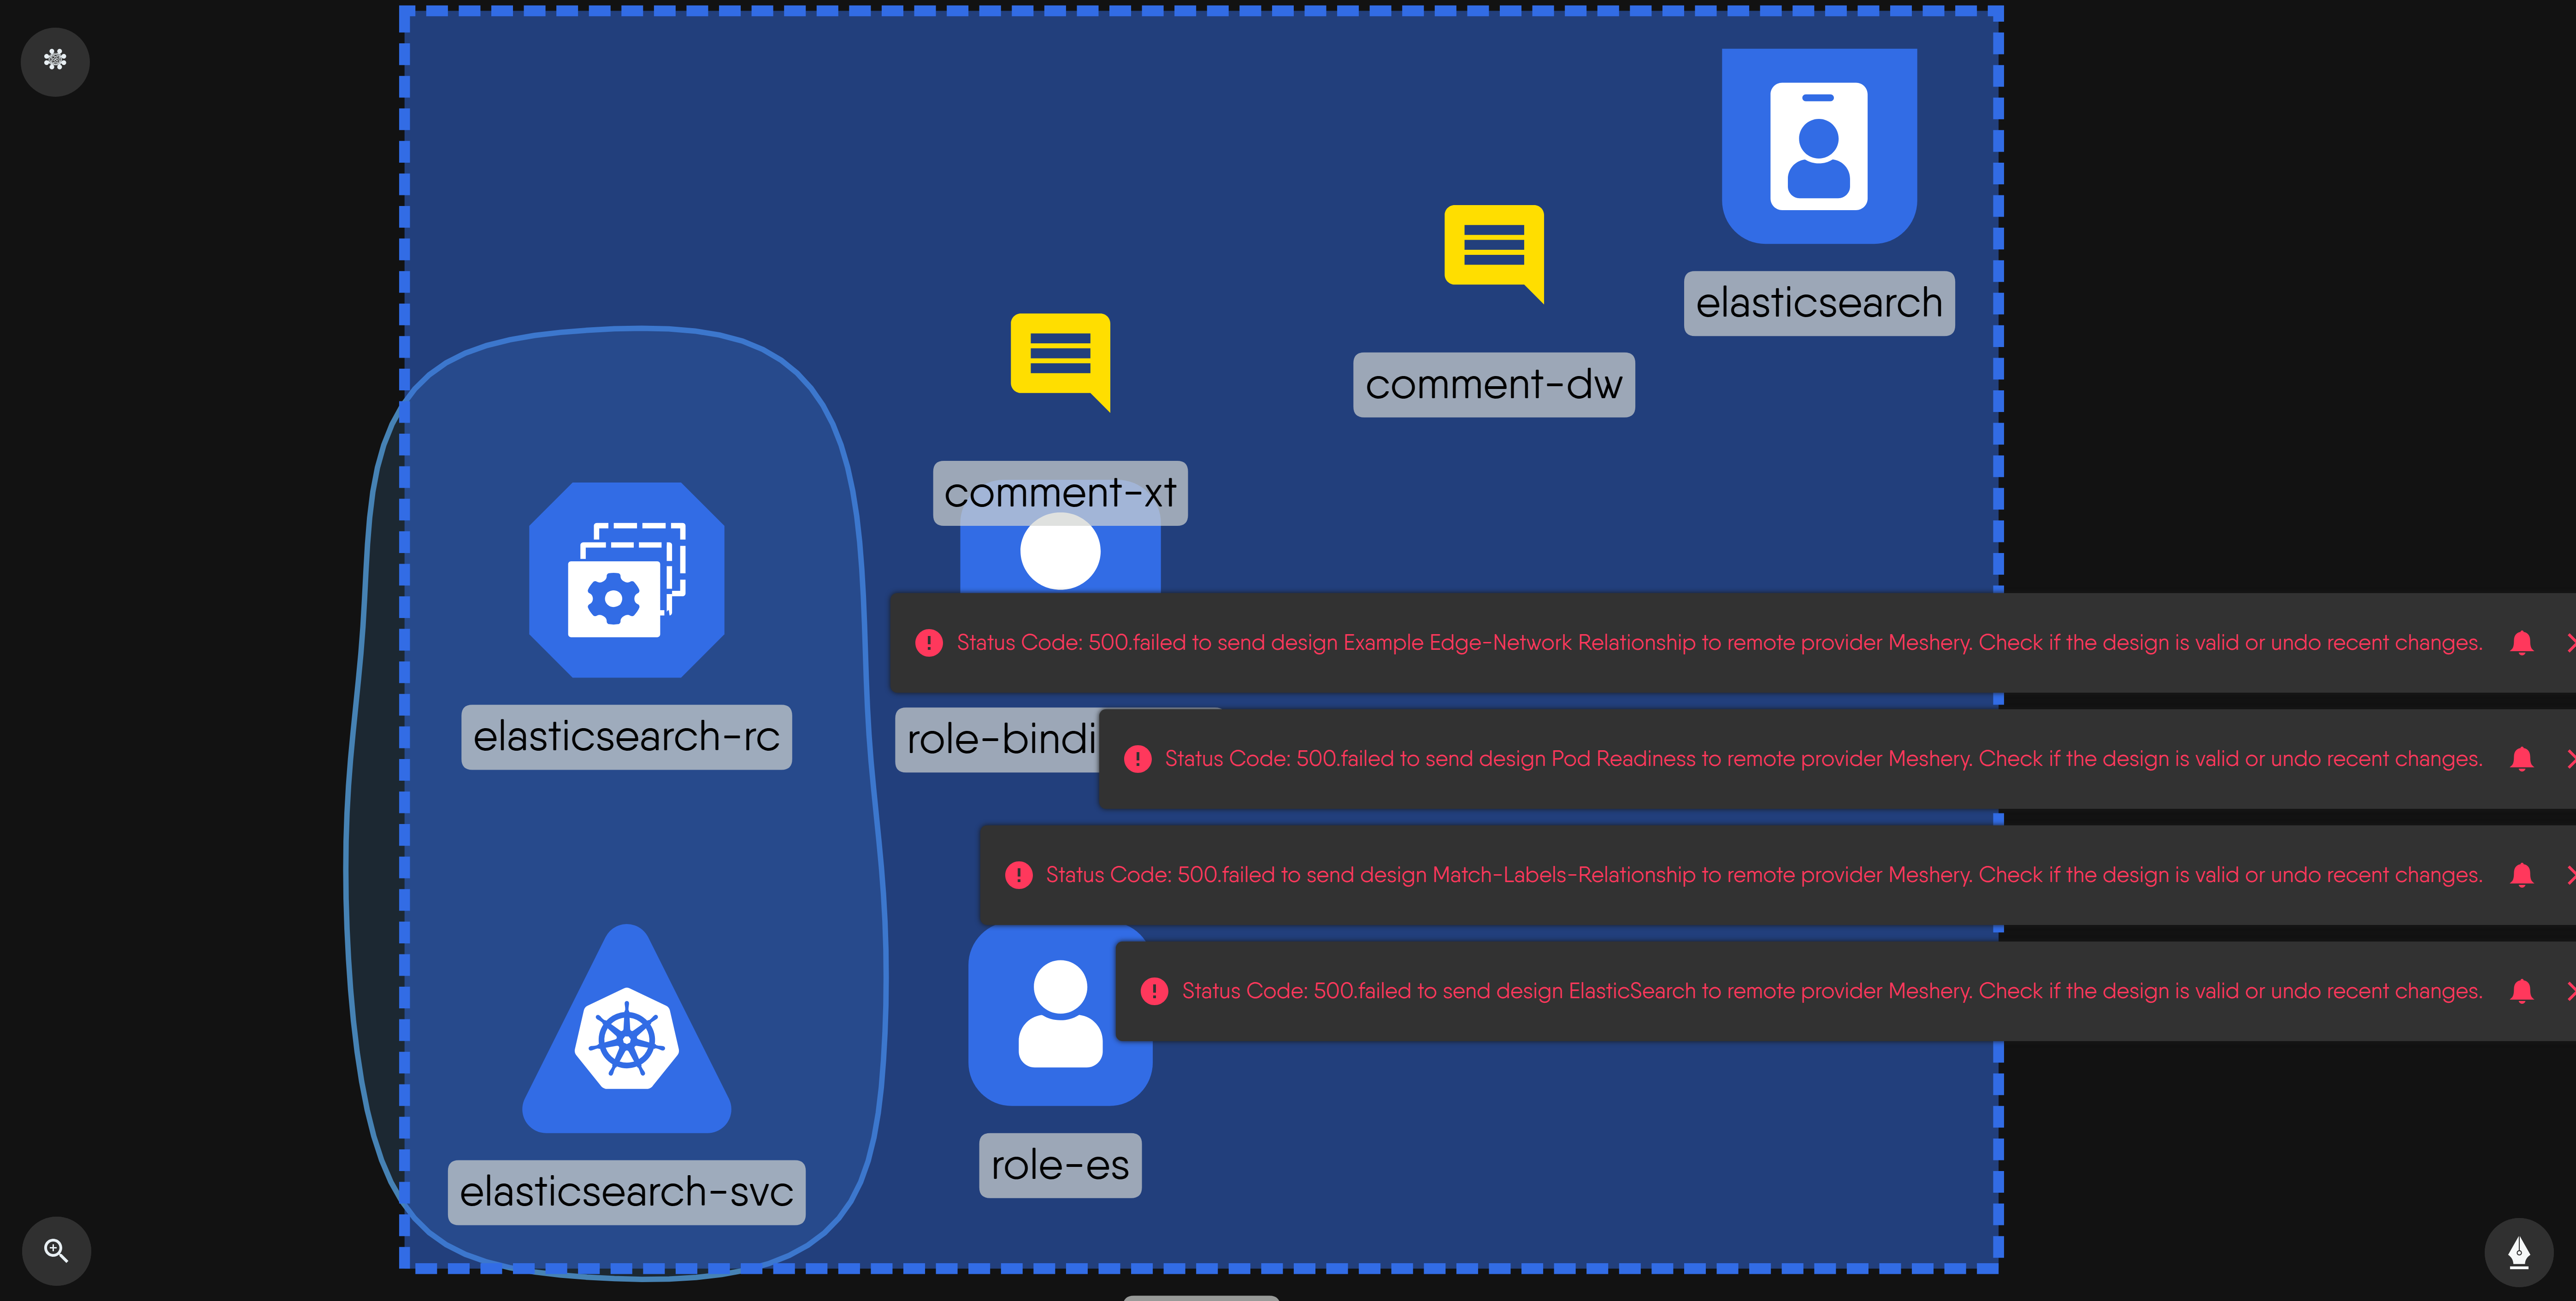 elasticsearch
comment-dw
comment-xt
Status Code: 500.failed to send design Example Edge-Network Relationship to remote provider Meshery. Check if the design is valid or undo recent changes.
elasticsearch-rc
role-bindi
Status Code: 500.failed to send design Pod Readiness to remote provider Meshery. Check if the design is valid or undo recent changes.
Status Code: 500.failed to send design Match-Labels-Relationship to remote provider Meshery. Check if the design is valid or undo recent changes.
Status Code: 500.failed to send design ElasticSearch to remote provider Meshery. Check if the design is valid or undo recent changes.
role-es
elasticsearch-svc